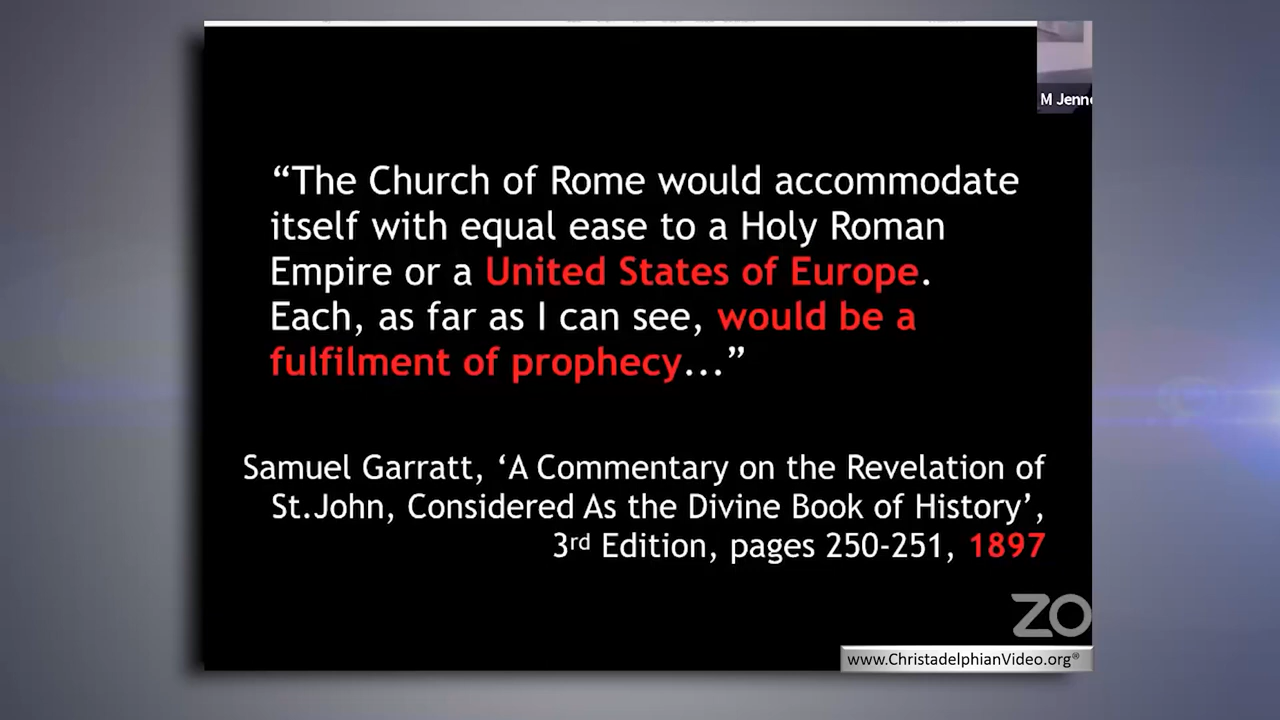 M Jenn
“The Church of Rome would accommodate
itself with equal ease to a Holy Roman
Empire or a United States of Europe.
Each, as far as I can see, would be a
fulfilment of prophecy...”
Samuel Garratt, ‘A Commentary on the Revelation of
St.John, Considered As the Divine Book of History’,
3rd Edition, pages 250-251, 1897
ZO
www.ChristadelphianVideo.org®